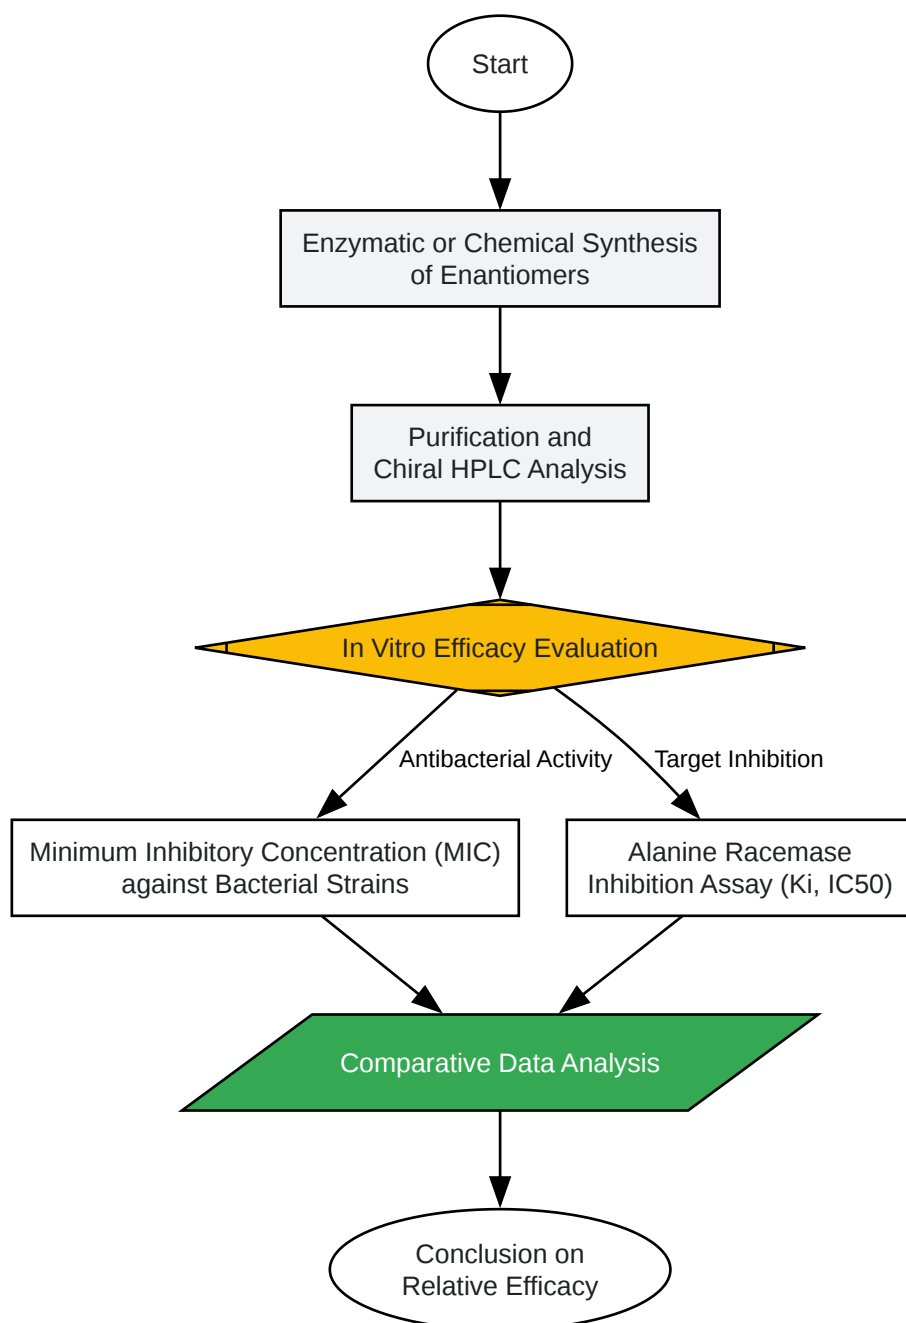 Start
Enzymatic or Chemical Synthesis
of Enantiomers
Purification and
Chiral HPLC Analysis
In Vitro Efficacy Evaluation
Antibacterial Activity
Target Inhibition
Minimum Inhibitory Concentration (MIC)
against Bacterial Strains
Alanine Racemase
Inhibition Assay (Ki, IC50)
Comparative Data Analysis
Conclusion on
Relative Efficacy